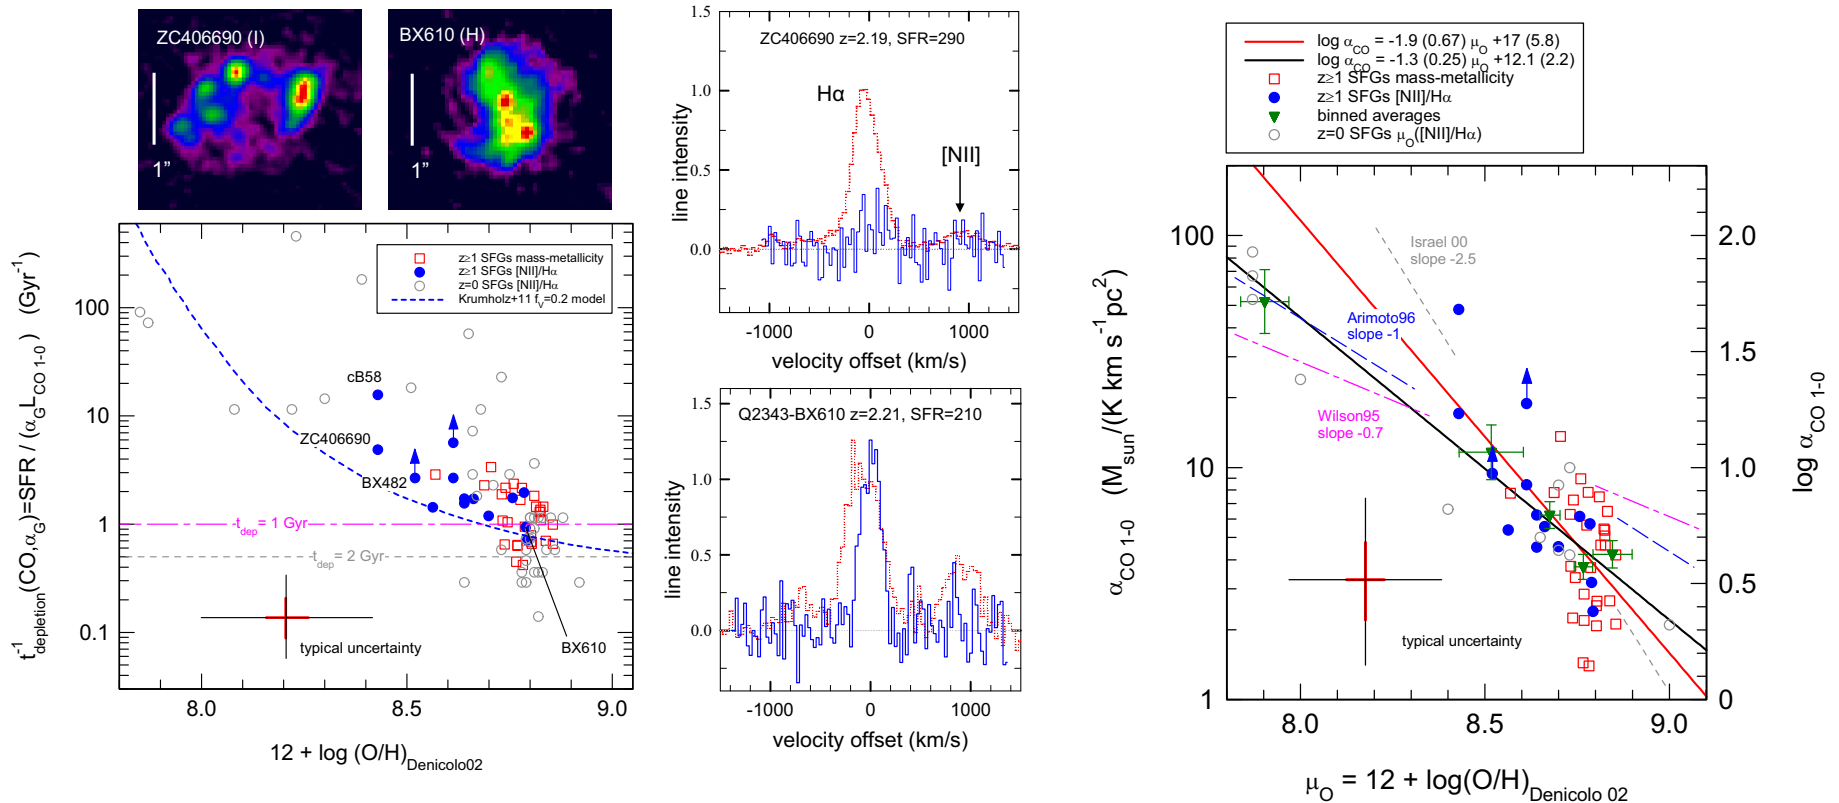 ZC406690 (I)
1”
BX610 (H)
1”
z≥1 SFGs mass-metallicity
z≥1 SFGs [NII]/Hα
z=0 SFGs [NII]/Hα
Krumholz+11 f_V=0.2 model
cB58
ZC406690
BX482
t_dep = 1 Gyr
t_dep = 2 Gyr
typical uncertainty
BX610
100
10
1
0.1
8.0 8.5 9.0
t^-1_depletion(CO,α_G)=SFR / (α_G L_CO 1-0) (Gyr^-1)
12 + log (O/H)_Denicolo02
ZC406690 z=2.19, SFR=290
Hα
[NII]
1.5
1.0
0.5
0.0
-1000 0 1000
line intensity
velocity offset (km/s)
Q2343-BX610 z=2.21, SFR=210
1.5
1.0
0.5
0.0
-1000 0 1000
line intensity
velocity offset (km/s)
log α_CO = -1.9 (0.67) μ_O +17 (5.8)
log α_CO = -1.3 (0.25) μ_O +12.1 (2.2)
z≥1 SFGs mass-metallicity
z≥1 SFGs [NII]/Hα
binned averages
z=0 SFGs μ_O([NII]/Hα)
Israel 00
slope -2.5
Arimoto96
slope -1
Wilson95
slope -0.7
typical uncertainty
100
10
1
2.0
1.5
1.0
0.5
0
8.0 8.5 9.0
α_CO 1-0 (M_sun/(K km s^-1 pc^2)
log α_CO 1-0
μ_O = 12 + log(O/H)_Denicolo 02